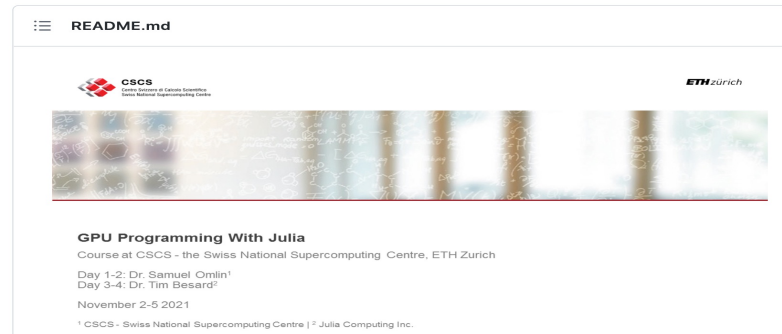 README.md
CSCS
Centro Svizzero di Calcolo Scientifico
Swiss National Supercomputing Centre
ETH zürich
GPU Programming With Julia
Course at CSCS - the Swiss National Supercomputing Centre, ETH Zurich
Day 1-2: Dr. Samuel Omlin¹
Day 3-4: Dr. Tim Besard²
November 2-5 2021
¹ CSCS - Swiss National Supercomputing Centre | ² Julia Computing Inc.